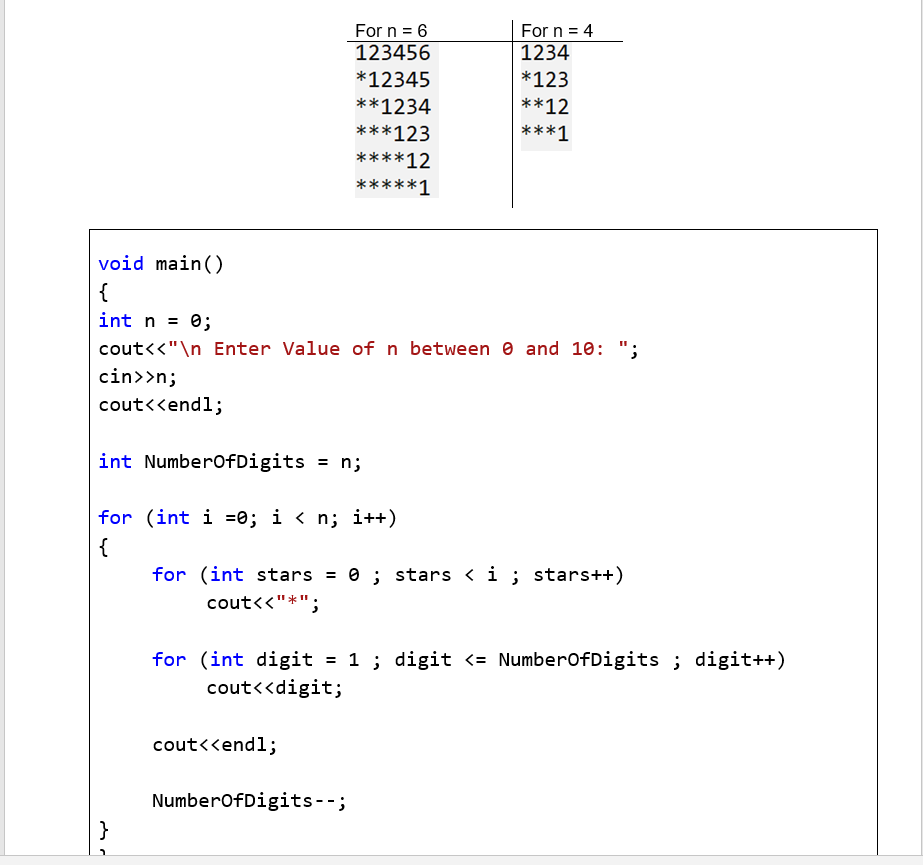 For n = 6 For n = 4
123456 1234
*12345 *123
**1234 **12
***123 ***1
****12
*****1
void main()
{
int n = 0;
cout<<"\n Enter Value of n between 0 and 10: ";
cin>>n;
cout<<endl;
int NumberOfDigits = n;
for (int i =0; i < n; i++)
{
for (int stars = 0 ; stars < i ; stars++)
cout<<"*";
for (int digit = 1 ; digit <= NumberOfDigits ; digit++)
cout<<digit;
cout<<endl;
NumberOfDigits--;
}